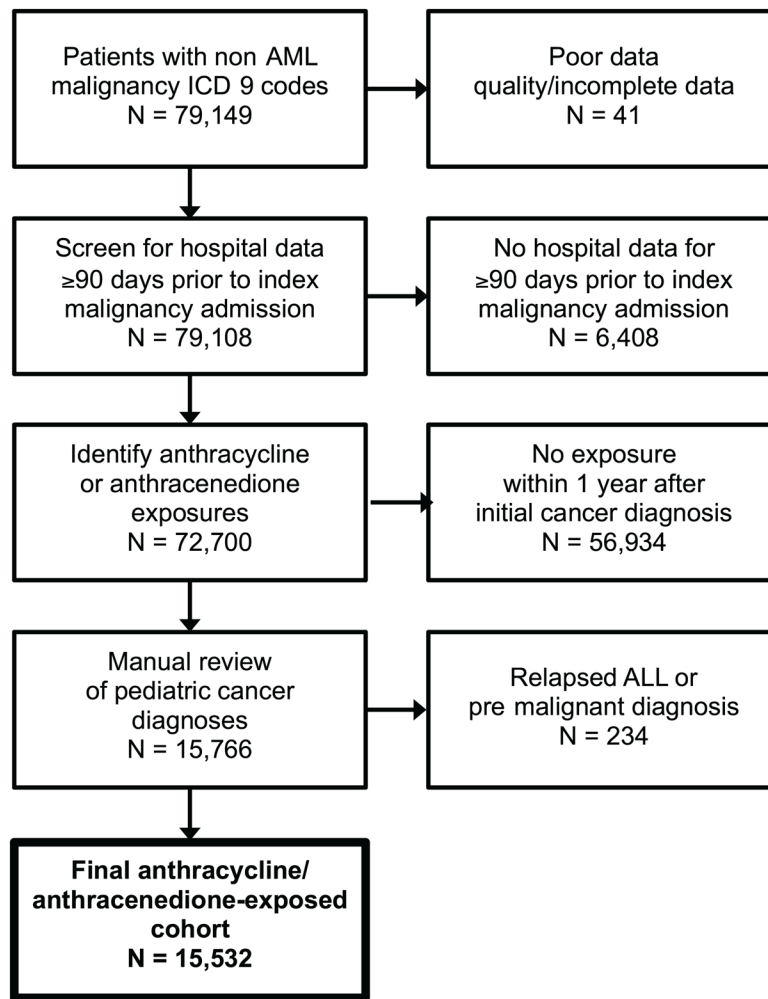 Patients with non AML
malignancy ICD 9 codes
N = 79,149
Poor data
quality/incomplete data
N = 41
Screen for hospital data
≥90 days prior to index
malignancy admission
N = 79,108
No hospital data for
≥90 days prior to index
malignancy admission
N = 6,408
Identify anthracycline
or anthracenedione
exposures
N = 72,700
No exposure
within 1 year after
initial cancer diagnosis
N = 56,934
Manual review
of pediatric cancer
diagnoses
N = 15,766
Relapsed ALL or
pre malignant diagnosis
N = 234
Final anthracycline/
anthracenedione-exposed
cohort
N = 15,532